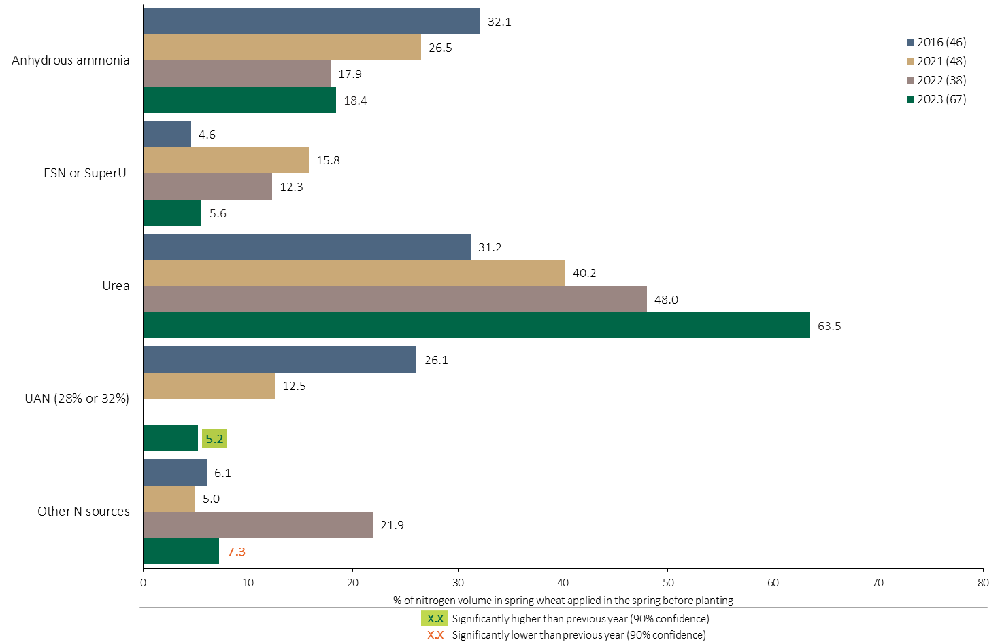 32.1
26.5
Anhydrous ammonia
17.9
18.4
2016 (46)
2021 (48)
2022 (38)
2023 (67)
4.6
15.8
ESN or SuperU
12.3
5.6
31.2
40.2
Urea
48.0
63.5
26.1
12.5
UAN (28% or 32%)
5.2
6.1
5.0
Other N sources
21.9
7.3
0 10 20 30 40 50 60 70 80
% of nitrogen volume in spring wheat applied in the spring before planting
X.X Significantly higher than previous year (90% confidence)
X.X Significantly lower than previous year (90% confidence)